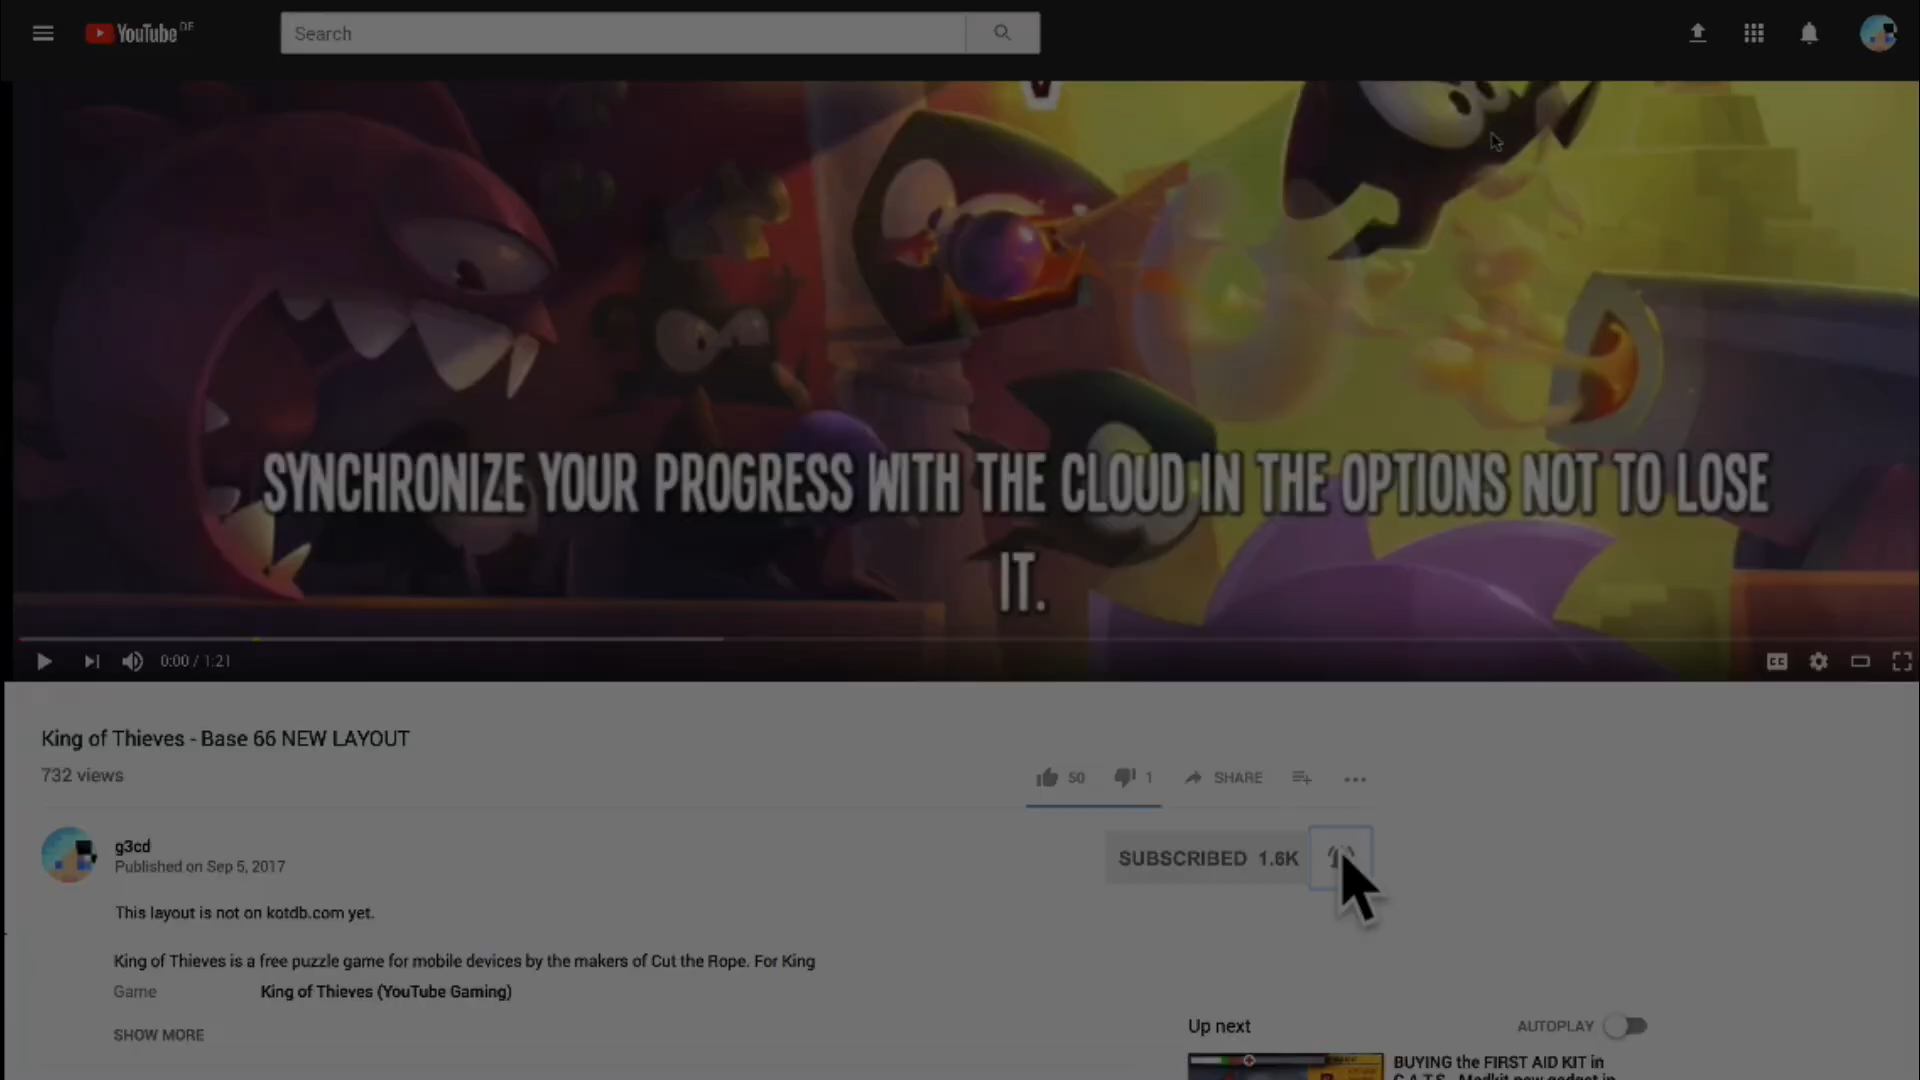 YouTube DE
Search
SYNCHRONIZE YOUR PROGRESS WITH THE CLOUD IN THE OPTIONS NOT TO LOSE
IT.
0:00 / 1:21
CC
King of Thieves - Base 66 NEW LAYOUT
732 views
50 1 SHARE
g3cd
Published on Sep 5, 2017
SUBSCRIBED 1.6K
This layout is not on kotdb.com yet.
King of Thieves is a free puzzle game for mobile devices by the makers of Cut the Rope. For King
Game King of Thieves (YouTube Gaming)
SHOW MORE
Up next AUTOPLAY
BUYING the FIRST AID KIT in